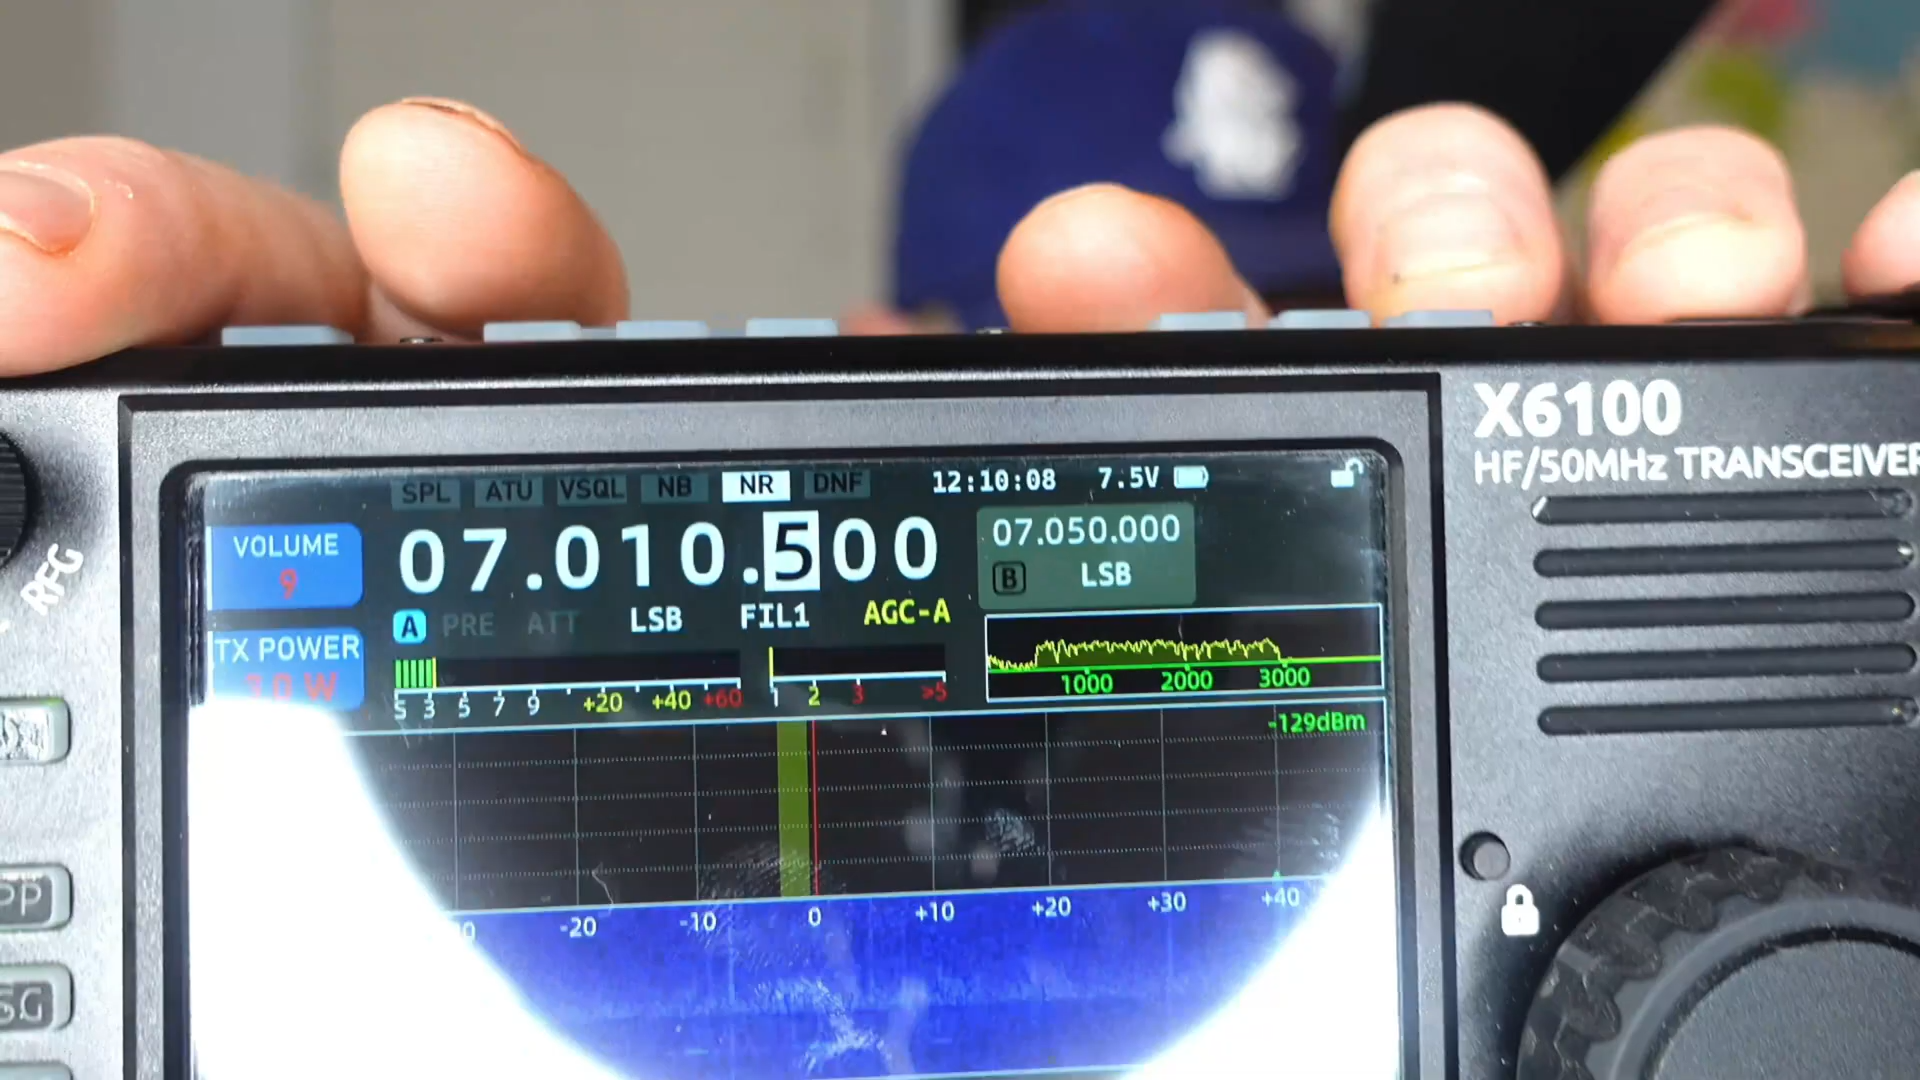 X6100
HF/50MHz TRANSCEIVER
SPL ATU VSQL NB NR DNF 12:10:08 7.5V
VOLUME
9
07.010.500
07.050.000
B LSB
A PRE ATT LSB FIL1 AGC-A
TX POWER
S 3 5 7 9 +20 +40 +60
1 2 3 >5
1000 2000 3000
-129dBm
-20 -10 0 +10 +20 +30 +40
RFG